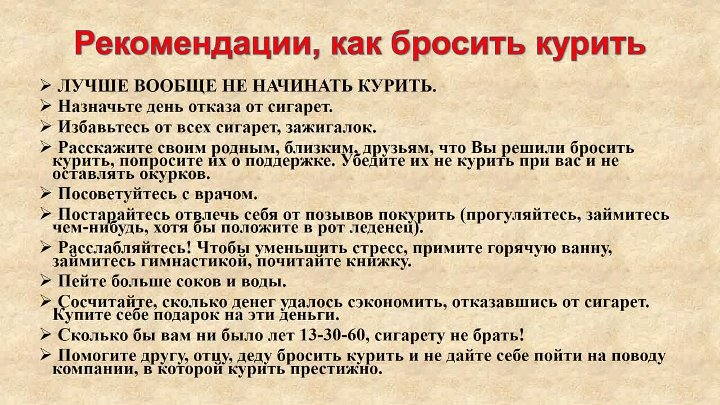 Рекомендации, как бросить курить
➢ ЛУЧШЕ ВООБЩЕ НЕ НАЧИНАТЬ КУРИТЬ.
➢ Назначьте день отказа от сигарет.
➢ Избавьтесь от всех сигарет, зажигалок.
➢ Расскажите своим родным, близким, друзьям, что Вы решили бросить
курить, попросите их о поддержке. Убедите их не курить при вас и не
оставлять окурков.
➢ Посоветуйтесь с врачом.
➢ Постарайтесь отвлечь себя от позывов покурить (прогуляйтесь, займитесь
чем-нибудь, хотя бы положите в рот леденец).
➢ Расслабляйтесь! Чтобы уменьшить стресс, примите горячую ванну,
займитесь гимнастикой, почитайте книжку.
➢ Пейте больше соков и воды.
➢ Сосчитайте, сколько денег удалось сэкономить, отказавшись от сигарет.
Купите себе подарок на эти деньги.
➢ Сколько бы вам ни было лет 13-30-60, сигарету не брать!
➢ Помогите другу, отцу, деду бросить курить и не дайте себе пойти на поводу
компании, в которой курить престижно.